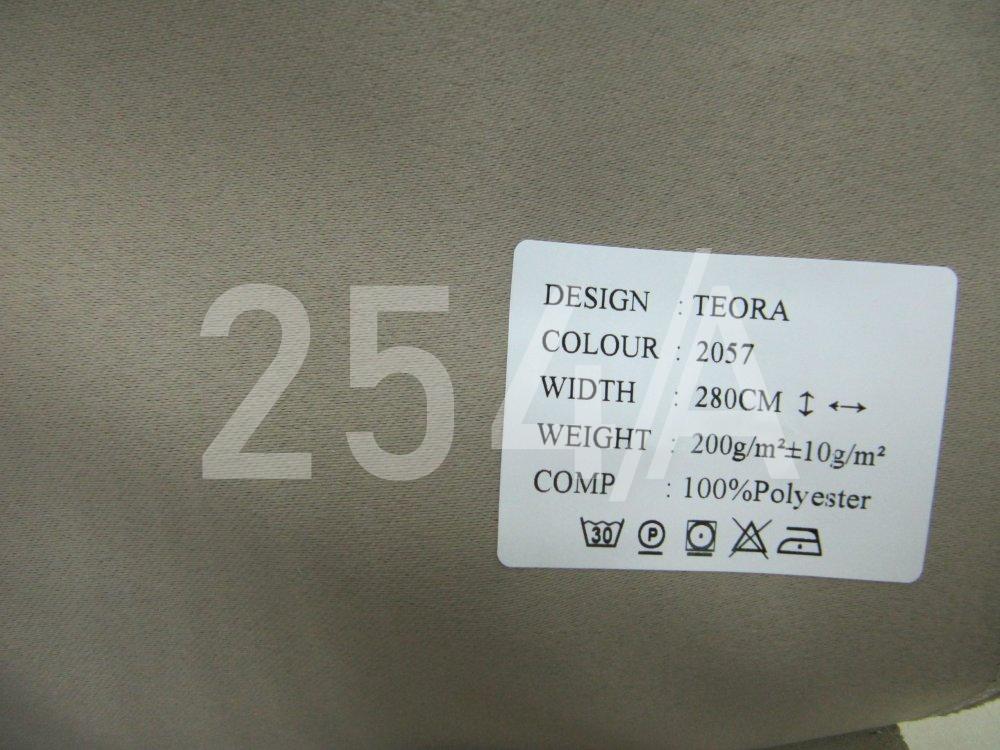 254/A
DESIGN : TEORA
COLOUR : 2057
WIDTH : 280CM ↕ ↔
WEIGHT : 200g/m²±10g/m²
COMP : 100%Polyester
30 P